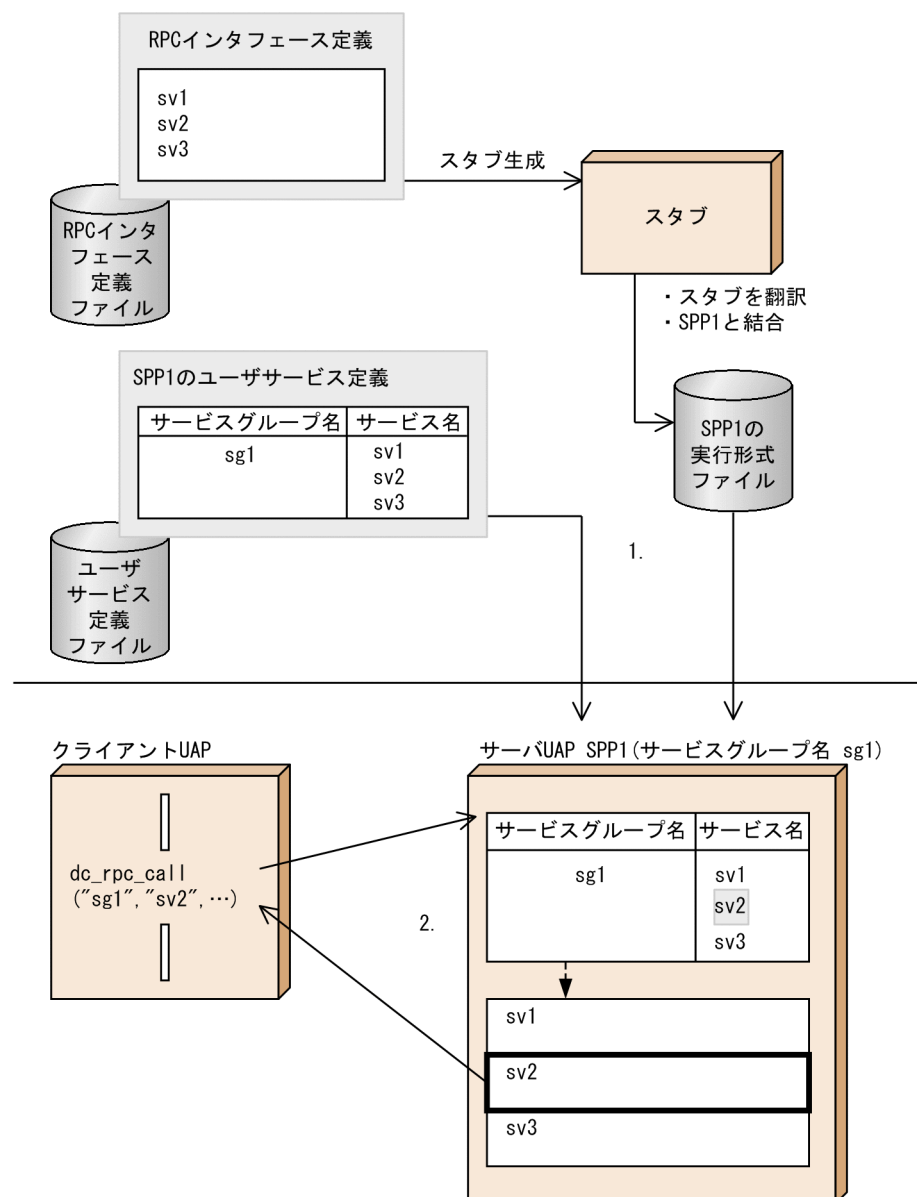 RPCインタフェース定義
sv1
sv2
sv3
RPCインタ
フェース
定義
ファイル
スタブ生成
スタブ
・スタブを翻訳
・SPP1と結合
SPP1のユーザサービス定義
サービスグループ名 サービス名
sg1 sv1
sv2
sv3
ユーザ
サービス
定義
ファイル
SPP1の
実行形式
ファイル
1.
クライアントUAP
dc_rpc_call
("sg1","sv2",…)
2.
サーバUAP SPP1(サービスグループ名 sg1)
サービスグループ名 サービス名
sg1 sv1
sv2
sv3
sv1
sv2
sv3